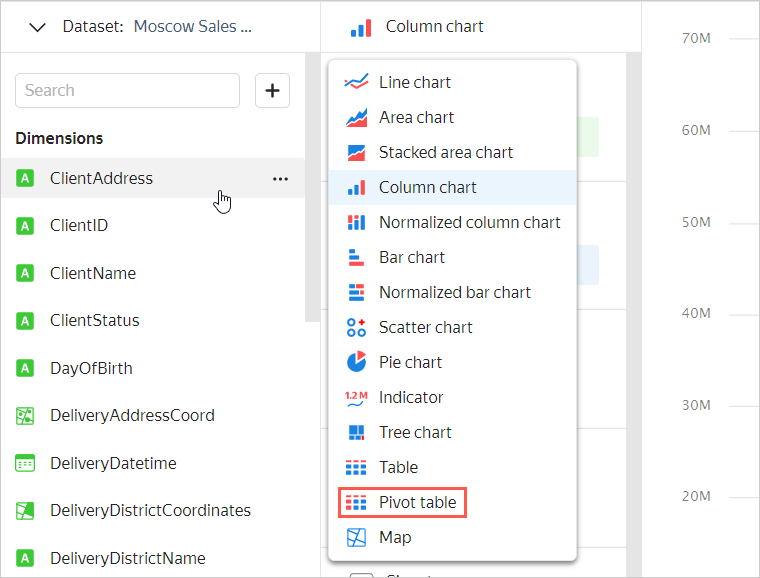 Dataset: Moscow Sales ...
Search
Dimensions
A ClientAddress
A ClientID
A ClientName
A ClientStatus
A DayOfBirth
DeliveryAddressCoord
DeliveryDatetime
DeliveryDistrictCoordinates
A DeliveryDistrictName
Column chart
Line chart
Area chart
Stacked area chart
Column chart
Normalized column chart
Bar chart
Normalized bar chart
Scatter chart
Pie chart
1.2 M Indicator
Tree chart
Table
Pivot table
Map
70M
60M
50M
40M
30M
20M